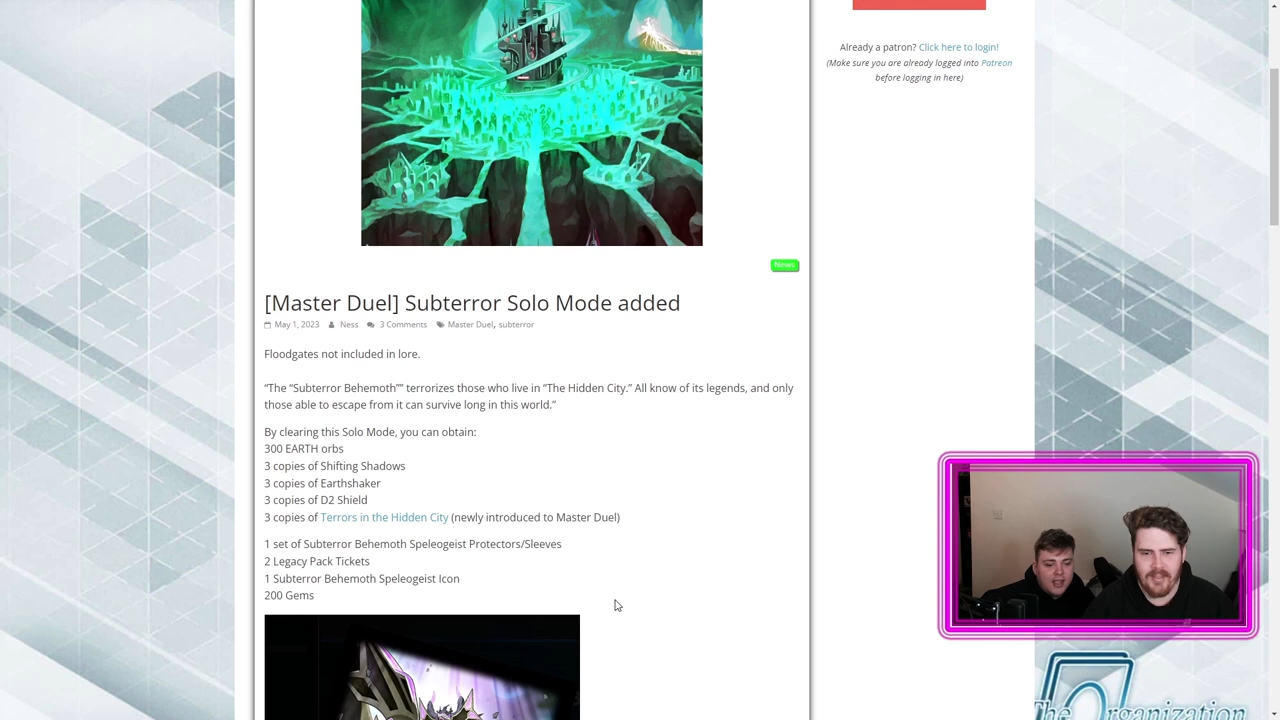 Already a patron? Click here to login!
(Make sure you are already logged into Patreon
before logging in here)
News
[Master Duel] Subterror Solo Mode added
May 1, 2023 Ness 3 Comments Master Duel, subterror
Floodgates not included in lore.
“The “Subterror Behemoth”” terrorizes those who live in “The Hidden City.” All know of its legends, and only
those able to escape from it can survive long in this world.”
By clearing this Solo Mode, you can obtain:
300 EARTH orbs
3 copies of Shifting Shadows
3 copies of Earthshaker
3 copies of D2 Shield
3 copies of Terrors in the Hidden City (newly introduced to Master Duel)
1 set of Subterror Behemoth Speleogeist Protectors/Sleeves
2 Legacy Pack Tickets
1 Subterror Behemoth Speleogeist Icon
200 Gems
The Organization